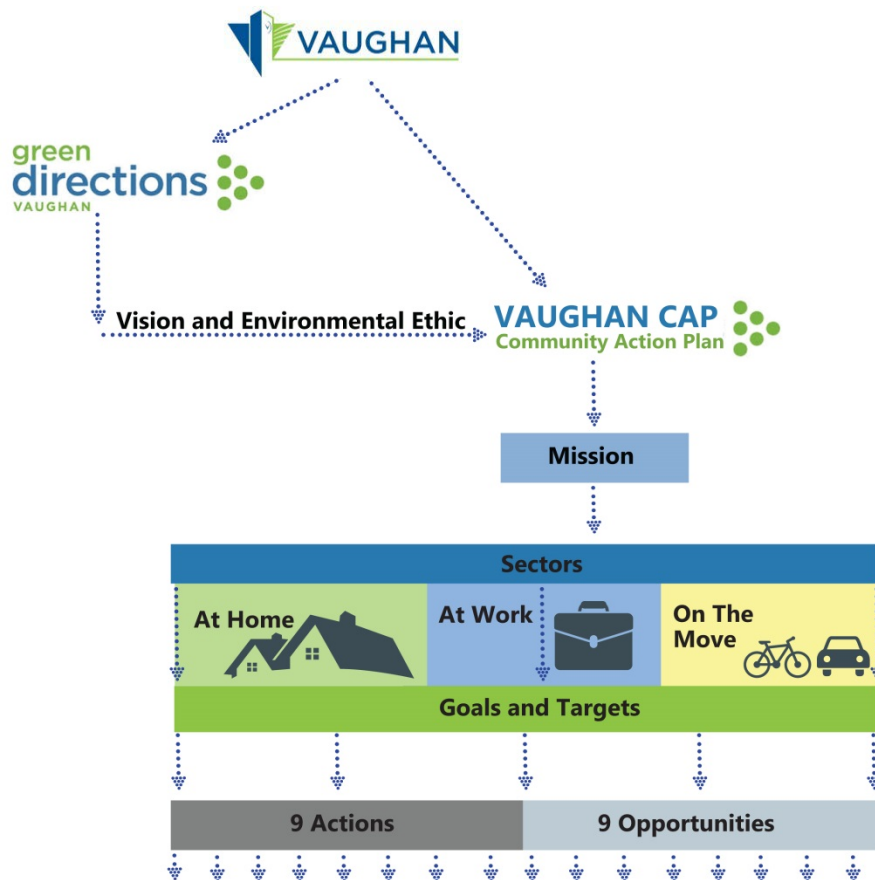 VAUGHAN
green
directions
VAUGHAN
Vision and Environmental Ethic
VAUGHAN CAP
Community Action Plan
Mission
Sectors
At Home
At Work
On The
Move
Goals and Targets
9 Actions
9 Opportunities